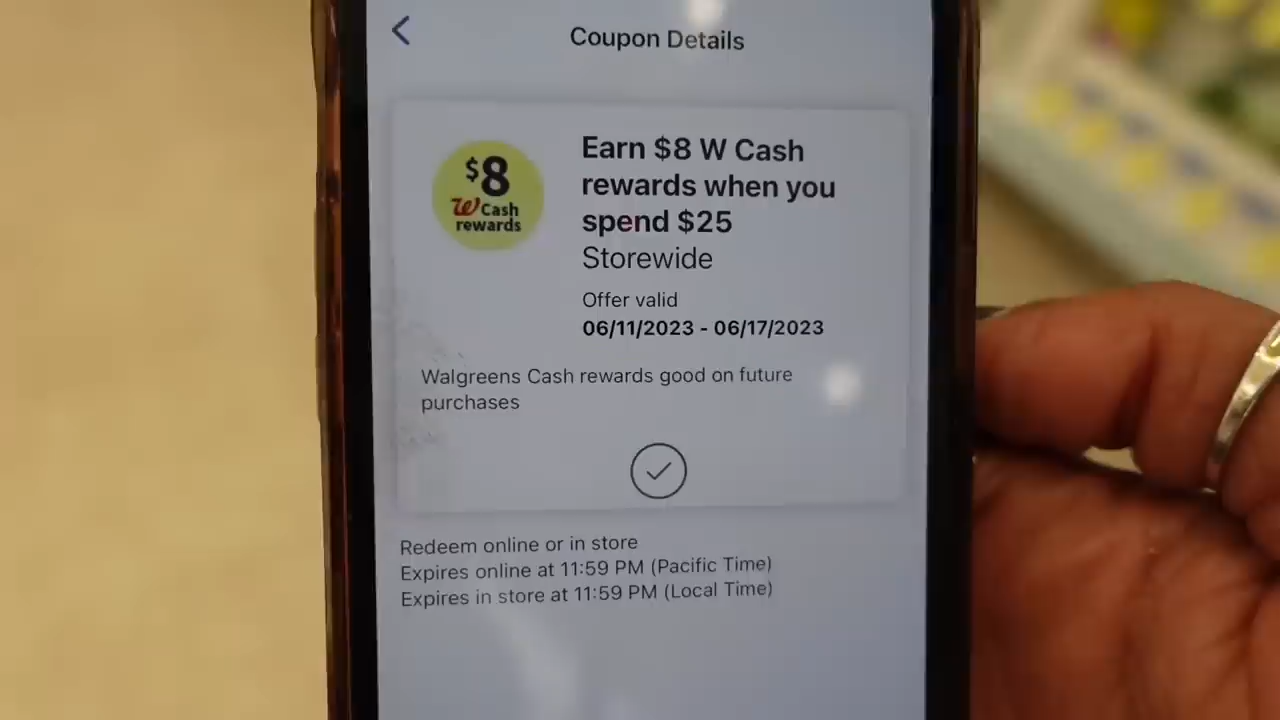 Coupon Details
$8
W Cash
rewards
Earn $8 W Cash
rewards when you
spend $25
Storewide
Offer valid
06/11/2023 - 06/17/2023
Walgreens Cash rewards good on future
purchases
Redeem online or in store
Expires online at 11:59 PM (Pacific Time)
Expires in store at 11:59 PM (Local Time)